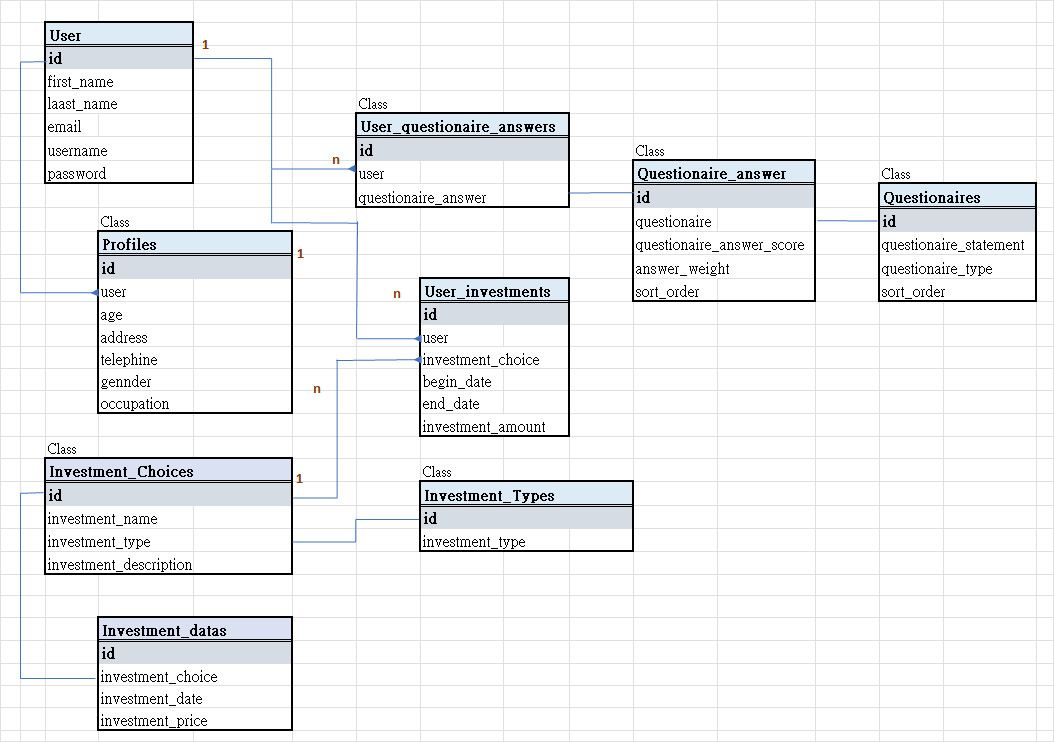 User
id
first_name
laast_name
email
username
password
1
n
Class
User_questionaire_answers
id
user
questionaire_answer
Class
Questionaire_answer
id
questionaire
questionaire_answer_score
answer_weight
sort_order
Class
Questionaires
id
questionaire_statement
questionaire_type
sort_order
Class
Profiles
id
user
age
address
telephine
gennder
occupation
1
n
User_investments
id
user
investment_choice
begin_date
end_date
investment_amount
n
Class
Investment_Choices
id
investment_name
investment_type
investment_description
1
Class
Investment_Types
id
investment_type
Investment_datas
id
investment_choice
investment_date
investment_price